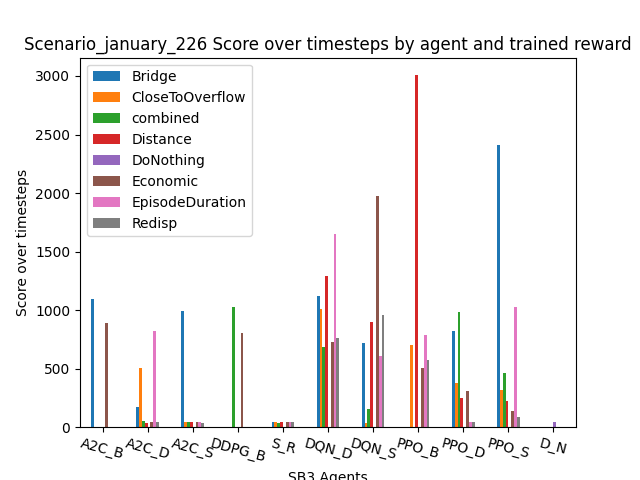 Scenario_january_226 Score over timesteps by agent and trained reward
Bridge
CloseToOverflow
combined
Distance
DoNothing
Economic
EpisodeDuration
Redisp
Score over timesteps
3000
2500
2000
1500
1000
500
0
A2C_B A2C_D A2C_S DDPG_B S_R DQN_D DQN_S PPO_B PPO_D PPO_S D_N
SB3 Agents